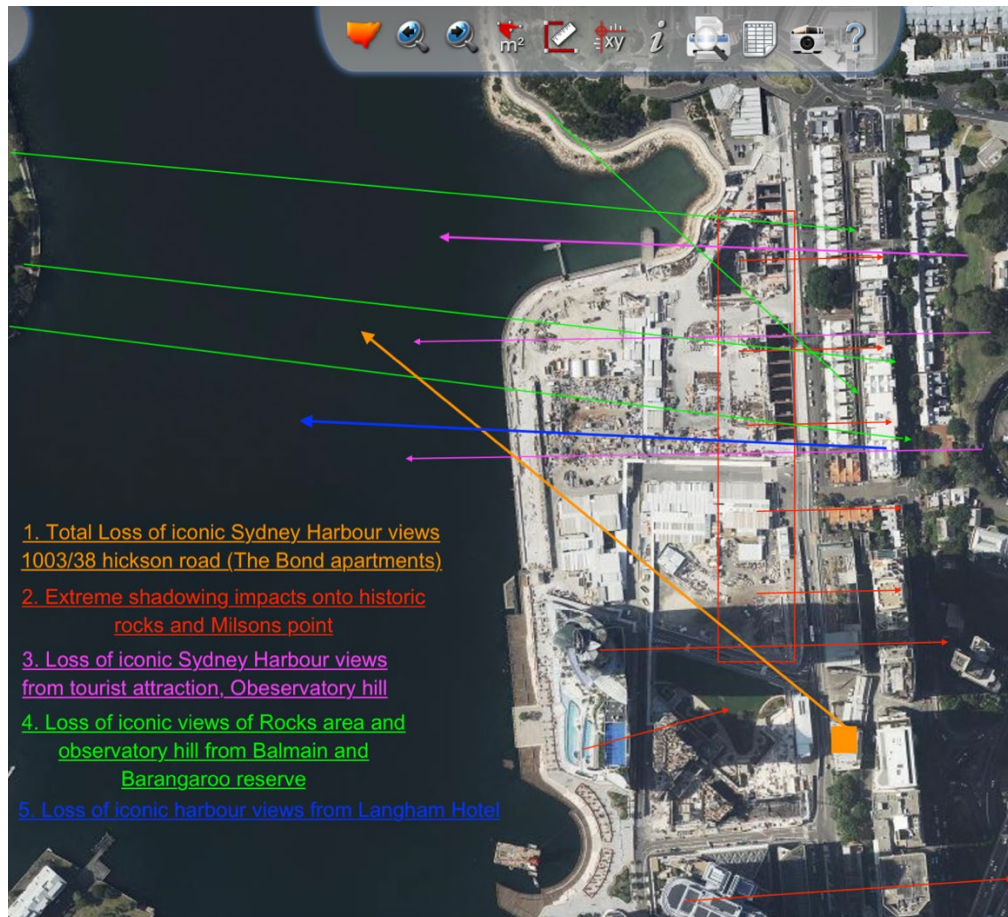 m²
xy
i
?
1. Total Loss of iconic Sydney Harbour views
1003/38 hickson road (The Bond apartments)
2. Extreme shadowing impacts onto historic
rocks and Milsons point
3. Loss of iconic Sydney Harbour views
from tourist attraction, Obeservatory hill
4. Loss of iconic views of Rocks area and
observatory hill from Balmain and
Barangaroo reserve
5. Loss of iconic harbour views from Langham Hotel